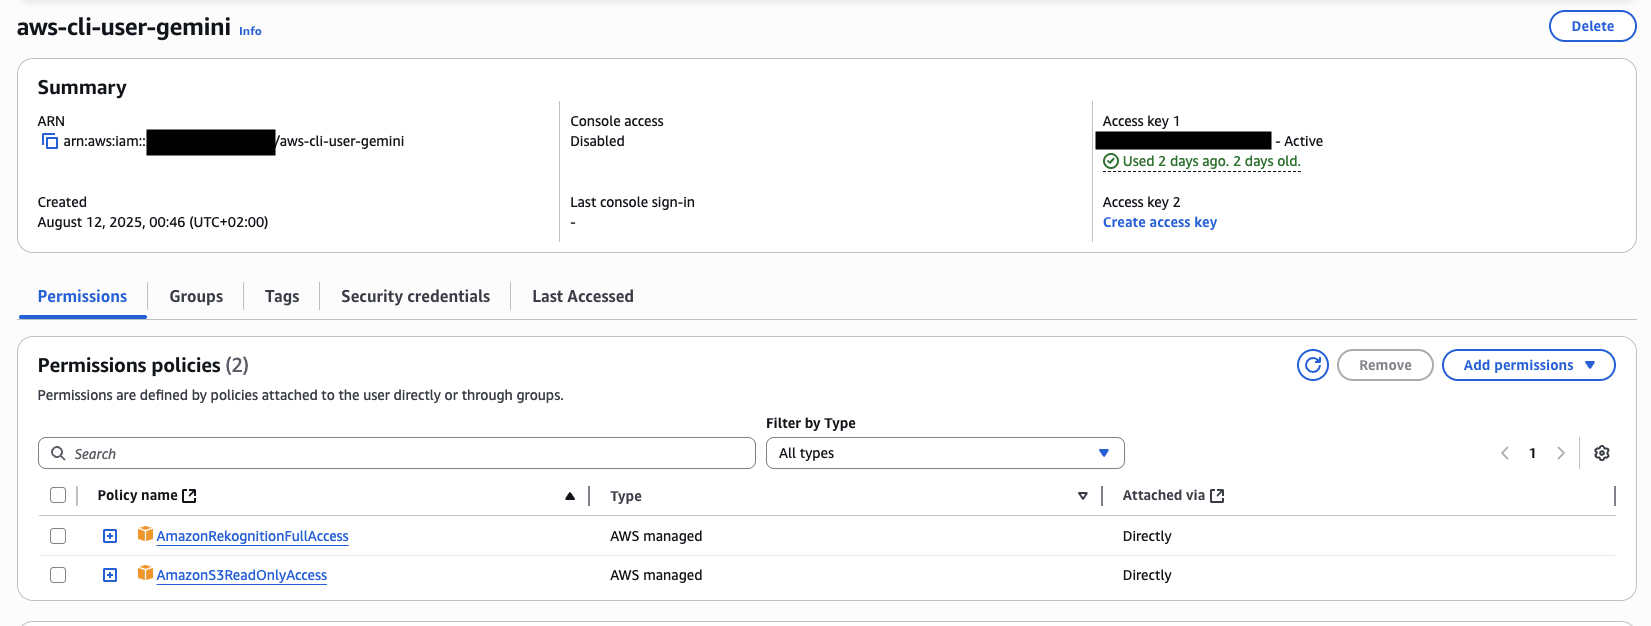 aws-cli-user-gemini Info
Delete
Summary
ARN
arn:aws:iam:: /aws-cli-user-gemini
Console access
Disabled
Access key 1
- Active
Used 2 days ago. 2 days old.
Created
August 12, 2025, 00:46 (UTC+02:00)
Last console sign-in
-
Access key 2
Create access key
Permissions
Groups
Tags
Security credentials
Last Accessed
Permissions policies (2)
Remove
Add permissions
Permissions are defined by policies attached to the user directly or through groups.
Filter by Type
Search
All types
1
Policy name
Type
Attached via
AmazonRekognitionFullAccess
AWS managed
Directly
AmazonS3ReadOnlyAccess
AWS managed
Directly